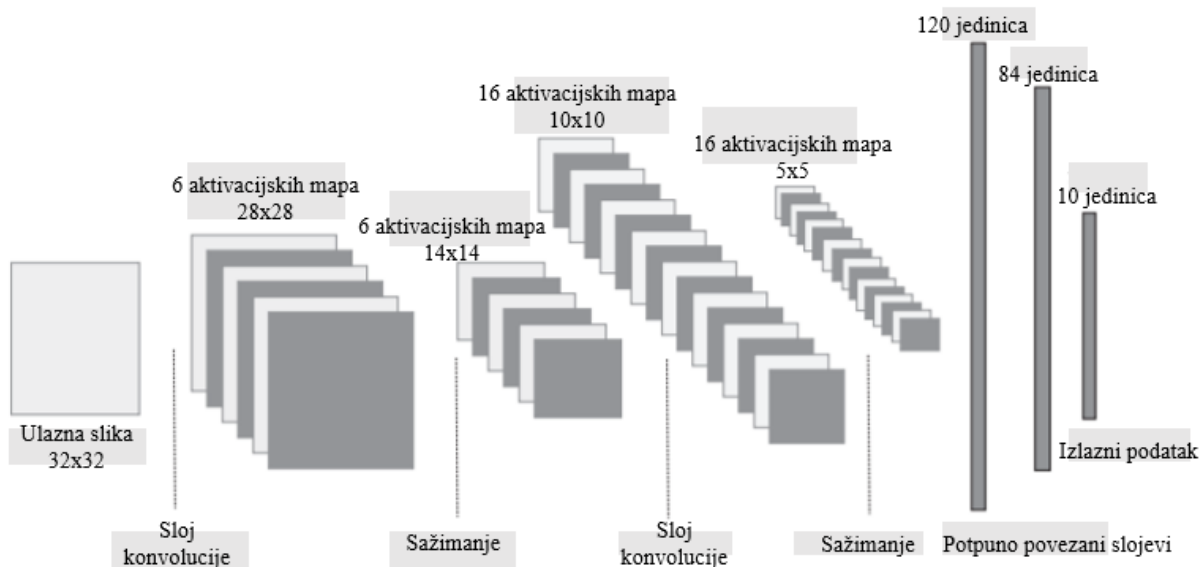 120 jedinica
84 jedinica
16 aktivacijskih mapa
10x10
16 aktivacijskih mapa
5x5
6 aktivacijskih mapa
28x28
10 jedinica
6 aktivacijskih mapa
14x14
Ulazna slika
32x32
Izlazni podatak
Sloj
konvolucije
Sažimanje
Sloj
konvolucije
Sažimanje
Potpuno povezani slojevi